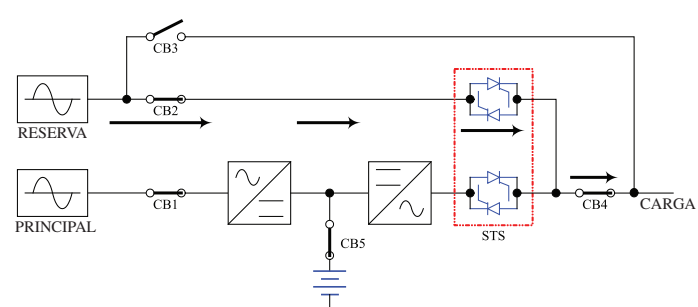 CB3
CB2
RESERVA
CB1
PRINCIPAL
CB4
CARGA
STS
CB5